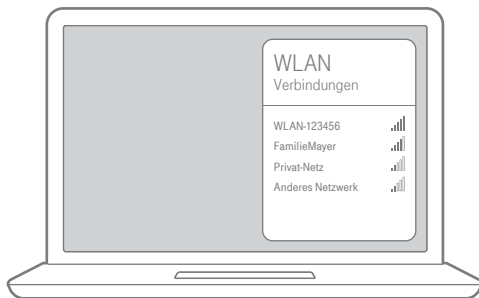 WLAN
Verbindungen
WLAN-123456
FamilieMayer
Privat-Netz
Anderes Netzwerk